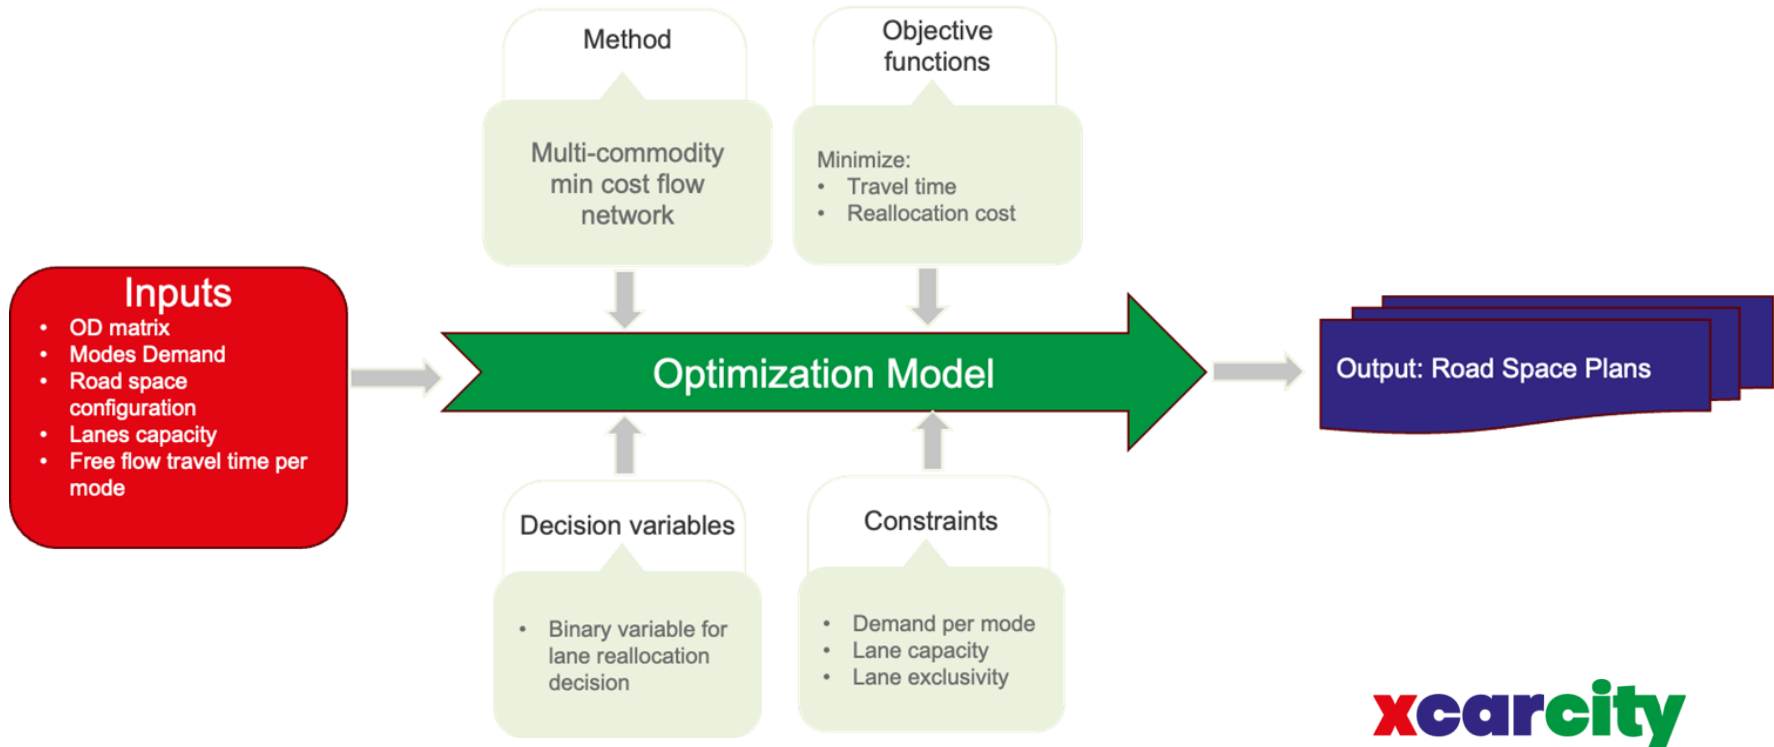 Method
Multi-commodity
min cost flow
network
Objective
functions
Minimize:
• Travel time
• Reallocation cost
Inputs
• OD matrix
• Modes Demand
• Road space
configuration
• Lanes capacity
• Free flow travel time per
mode
Optimization Model
Output: Road Space Plans
Decision variables
• Binary variable for
lane reallocation
decision
Constraints
• Demand per mode
• Lane capacity
• Lane exclusivity
xcarcity